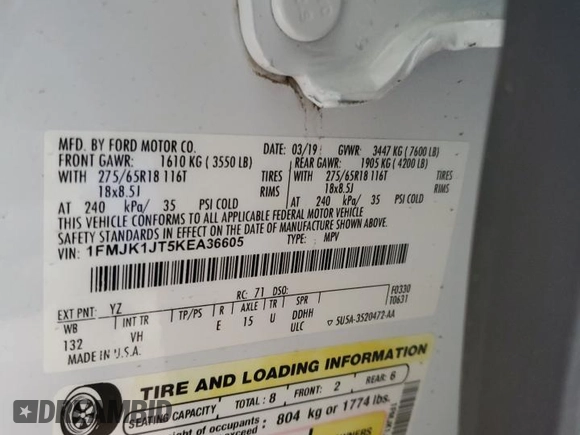 MFD. BY FORD MOTOR CO.
03/19 GVWR: 3447 KG ( 7600 LB)
FRONT GAWR: 1610 KG ( 3550 LB) REAR GAWR: 1905 KG ( 4200 LB)
WITH 275/65R18 116T TIRES WITH 275/65R18 116T TIRES
18x8.5J RIMS 18x8.5J RIMS
AT 240 kPa/ 35 PSI COLD AT 240 kPa/ 35 PSI COLD
THIS VEHICLE CONFORMS TO ALL APPLICABLE FEDERAL MOTOR VEHICLE
SAFETY STANDARDS IN EFFECT ON THE DATE OF MANUFACTURE SHOWN ABOVE.
VIN: 1FMJK1JT5KEA36605 TYPE: MPV
EXT PNT: YZ RC: 71 DSO: F0330
WB INT TR TP/PS R AXLE TR SPR T0631
132 VH E 15 U DDHH
ULC 5U5A-3520472-AA
MADE IN U.S.A.
TIRE AND LOADING INFORMATION
SEATING CAPACITY TOTAL: 8 FRONT: 2 REAR: 6
weight of occupants 804 kg or 1774 lbs.
DREAMBID